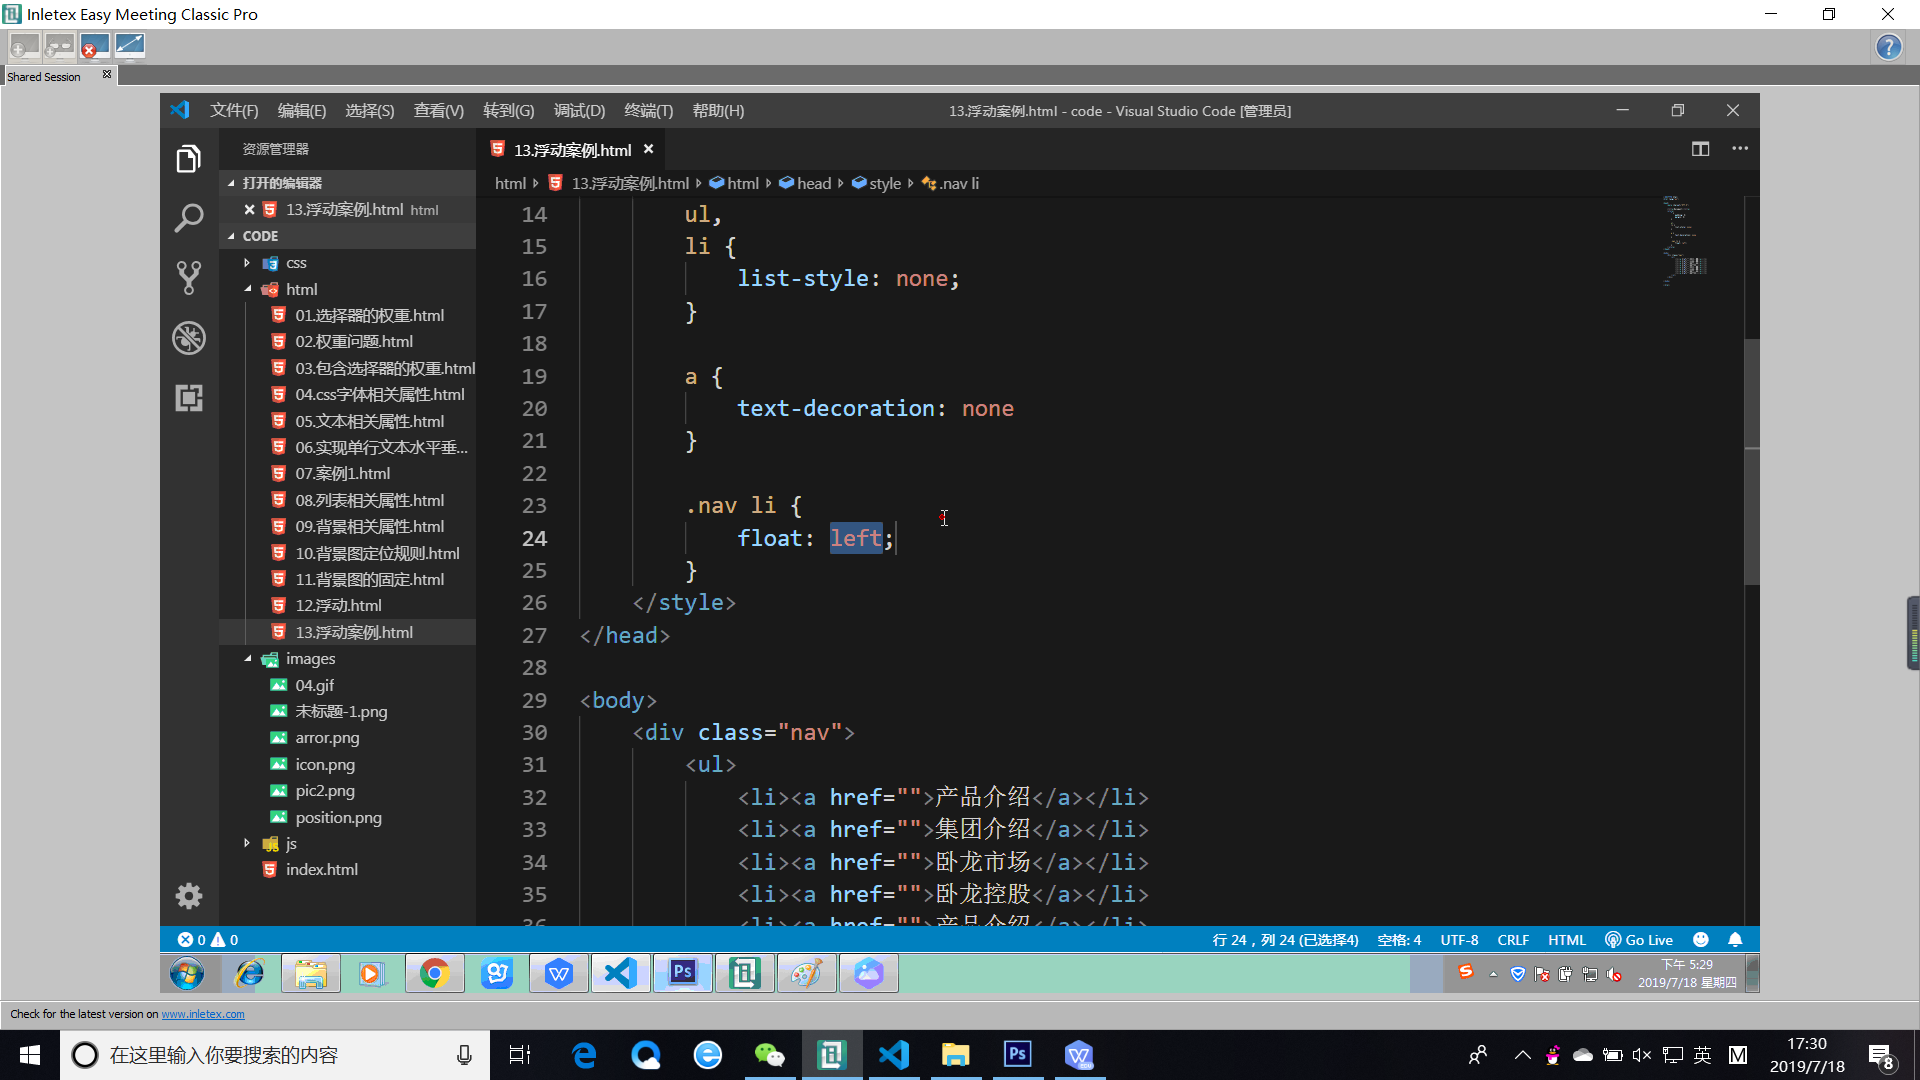 Inletex Easy Meeting Classic Pro
Shared Session
文件(F) 编辑(E) 选择(S) 查看(V) 转到(G) 调试(D) 终端(T) 帮助(H)
13.浮动案例.html - code - Visual Studio Code [管理员]
资源管理器
13.浮动案例.html
打开的编辑器
13.浮动案例.html html
html 13.浮动案例.html html head style .nav li
CODE
css
html
01.选择器的权重.html
02.权重问题.html
03.包含选择器的权重.html
04.css字体相关属性.html
05.文本相关属性.html
06.实现单行文本水平垂...
07.案例1.html
08.列表相关属性.html
09.背景相关属性.html
10.背景图定位规则.html
11.背景图的固定.html
12.浮动.html
13.浮动案例.html
images
04.gif
未标题-1.png
arror.png
icon.png
pic2.png
position.png
js
index.html
14 ul,
15 li {
16 list-style: none;
17 }
18
19 a {
20 text-decoration: none
21 }
22
23 .nav li {
24 float: left;
25 }
26 </style>
27 </head>
28
29 <body>
30 <div class="nav">
31 <ul>
32 <li><a href="">产品介绍</a></li>
33 <li><a href="">集团介绍</a></li>
34 <li><a href="">卧龙市场</a></li>
35 <li><a href="">卧龙控股</a></li>
36 <li><a href="">产品介绍</a></li>
0 0
行 24，列 24 (已选择4) 空格: 4 UTF-8 CRLF HTML Go Live
下午 5:29
2019/7/18 星期四
Check for the latest version on www.inletex.com
在这里输入你要搜索的内容
英
17:30
2019/7/18
8